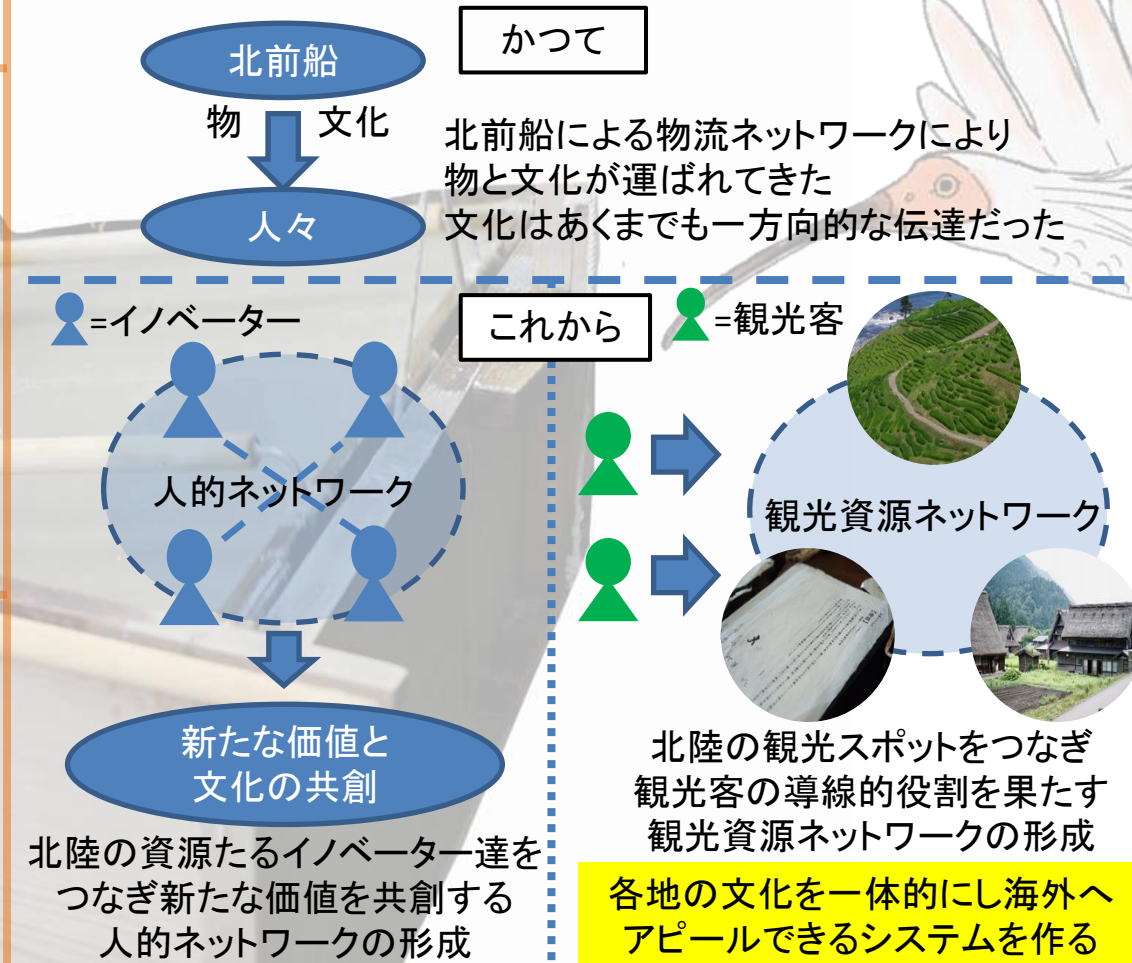 かつて
北前船
物 文化
人々
北前船による物流ネットワークにより
物と文化が運ばれてきた
文化はあくまでも一方向的な伝達だった
これから
=イノベーター
人的ネットワーク
新たな価値と
文化の共創
北陸の資源たるイノベーター達を
つなぎ新たな価値を共創する
人的ネットワークの形成
=観光客
観光資源ネットワーク
北陸の観光スポットをつなぎ
観光客の導線的役割を果たす
観光資源ネットワークの形成
各地の文化を一体的にし海外へ
アピールできるシステムを作る